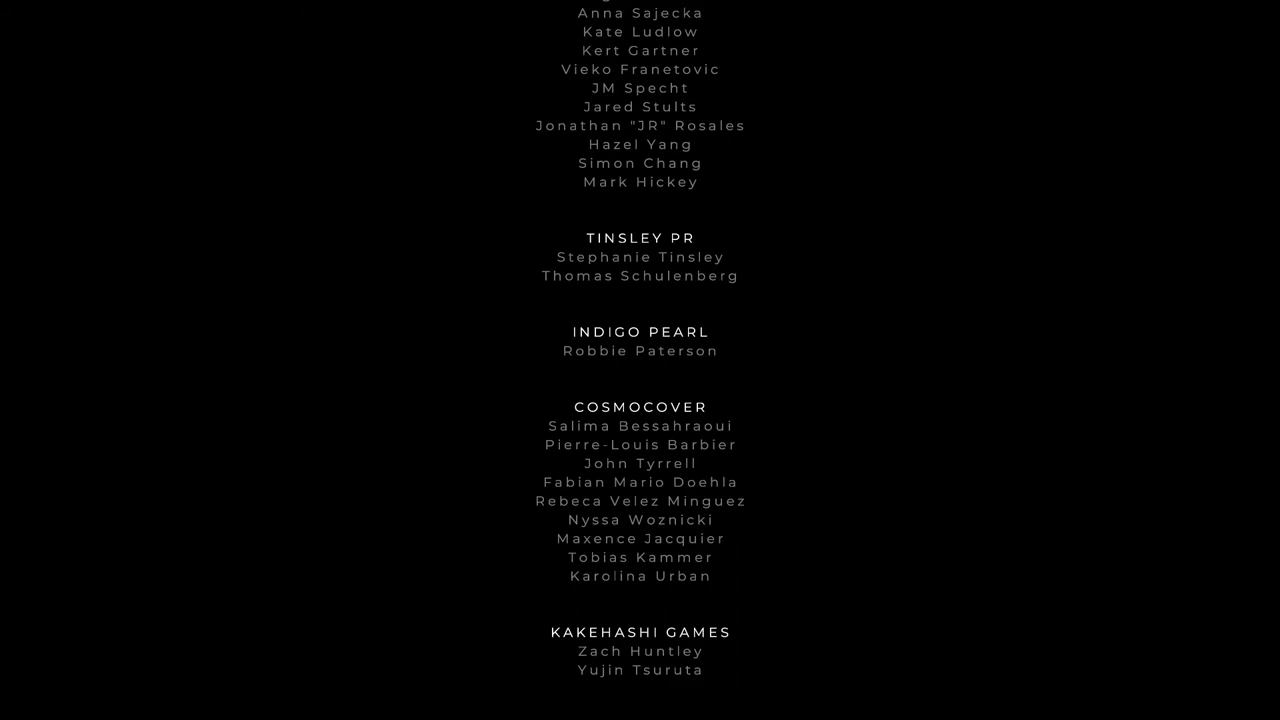 Anna Sajecka
Kate Ludlow
Kert Gartner
Vieko Franetovic
JM Specht
Jared Stults
Jonathan "JR" Rosales
Hazel Yang
Simon Chang
Mark Hickey
TINSLEY PR
Stephanie Tinsley
Thomas Schulenberg
INDIGO PEARL
Robbie Paterson
COSMOCOVER
Salima Bessahraoui
Pierre-Louis Barbier
John Tyrrell
Fabian Mario Doehla
Rebeca Velez Minguez
Nyssa Woznicki
Maxence Jacquier
Tobias Kammer
Karolina Urban
KAKEHASHI GAMES
Zach Huntley
Yujin Tsuruta